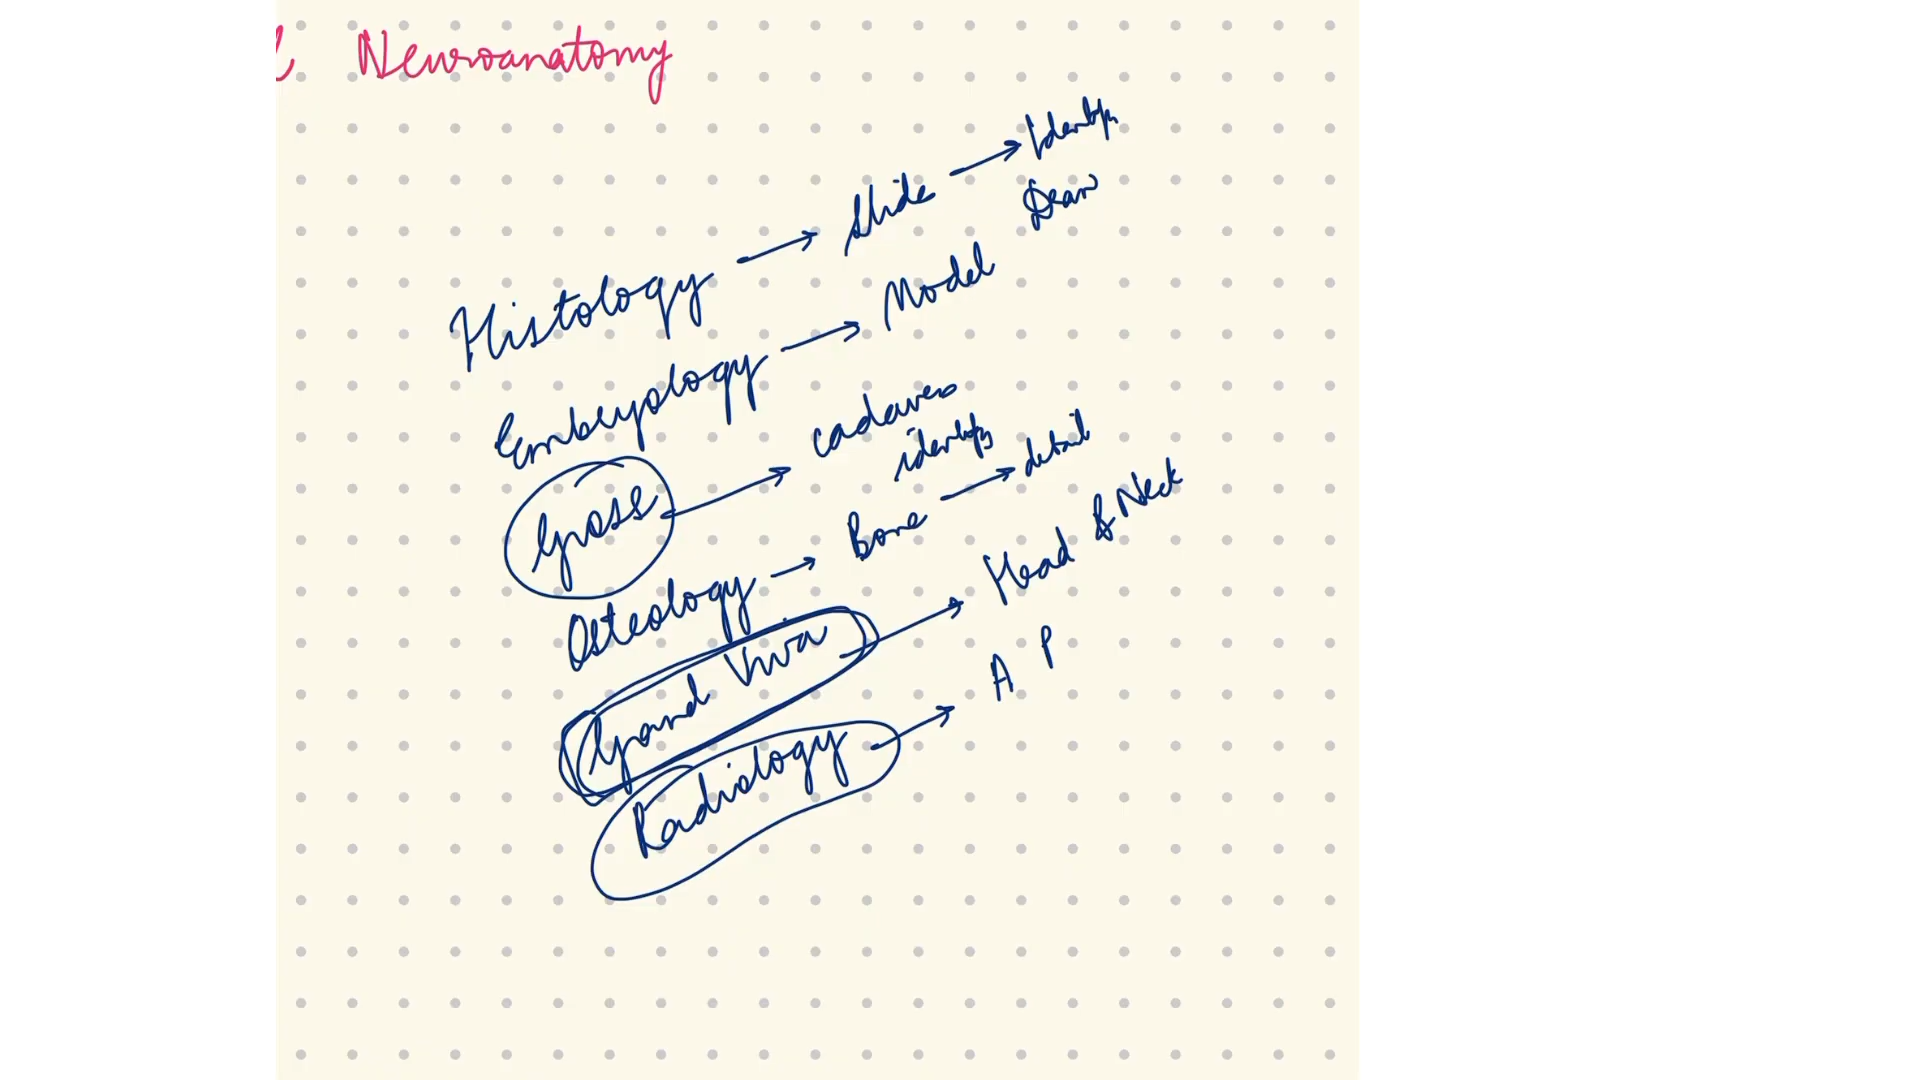 Neuroanatomy
Histology → Slide → Identify
Draw
Embryology → Model
Gross → cadavers
identify
Osteology → Bone → detail
Grand Viva → Head & Neck
Radiology → A P